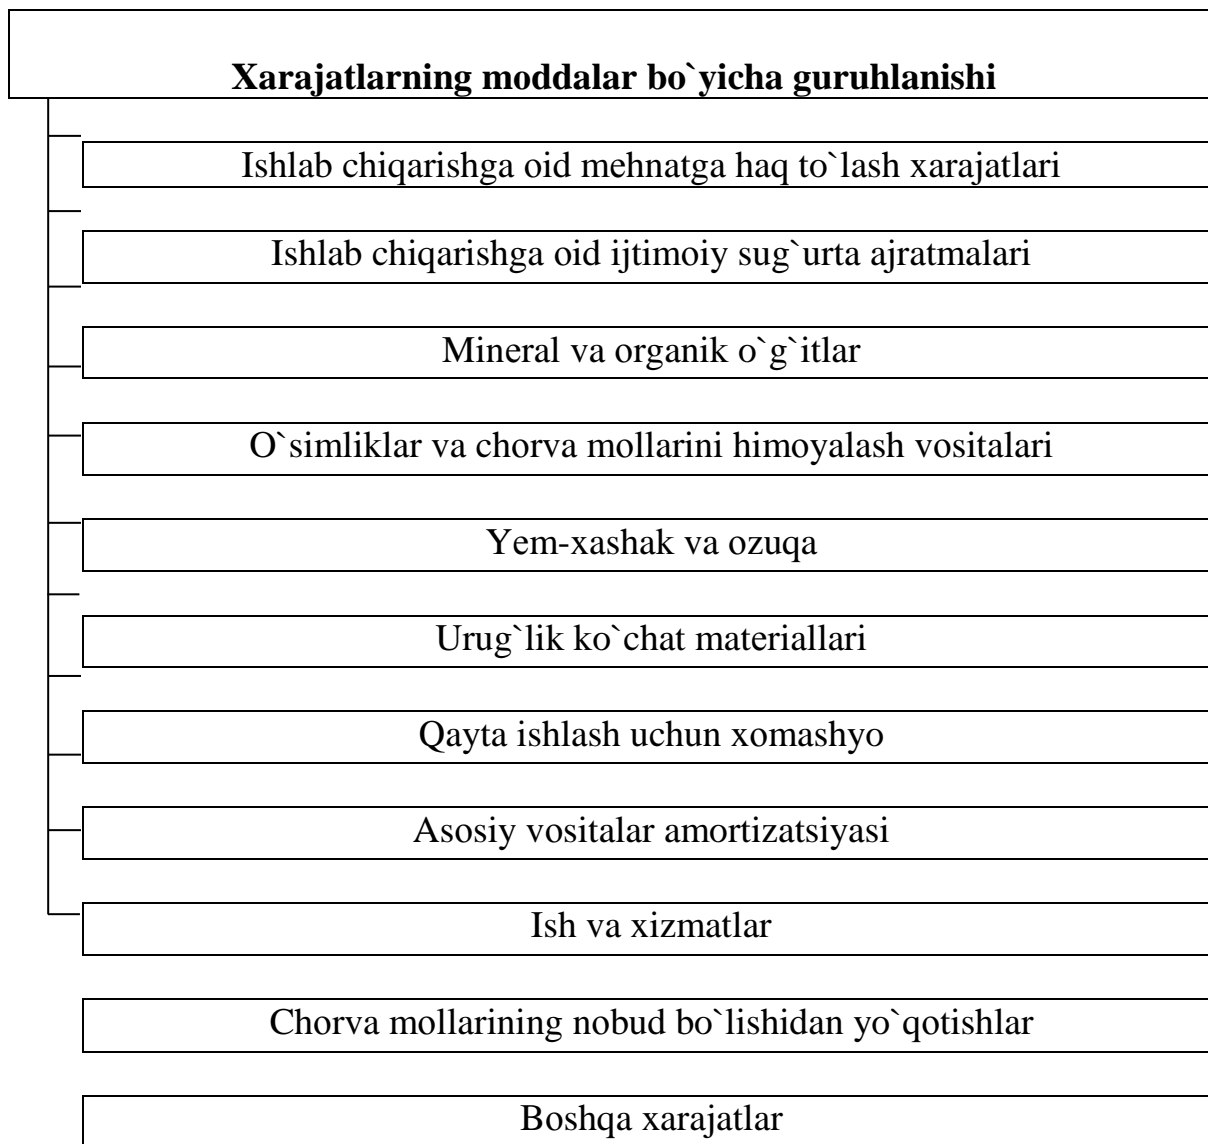 Xarajatlarning moddalar bo`yicha guruhlanishi
Ishlab chiqarishga oid mehnatga haq to`lash xarajatlari
Ishlab chiqarishga oid ijtimoiy sug`urta ajratmalari
Mineral va organik o`g`itlar
O`simliklar va chorva mollarini himoyalash vositalari
Yem-xashak va ozuqa
Urug`lik ko`chat materiallari
Qayta ishlash uchun xomashyo
Asosiy vositalar amortizatsiyasi
Ish va xizmatlar
Chorva mollarining nobud bo`lishidan yo`qotishlar
Boshqa xarajatlar